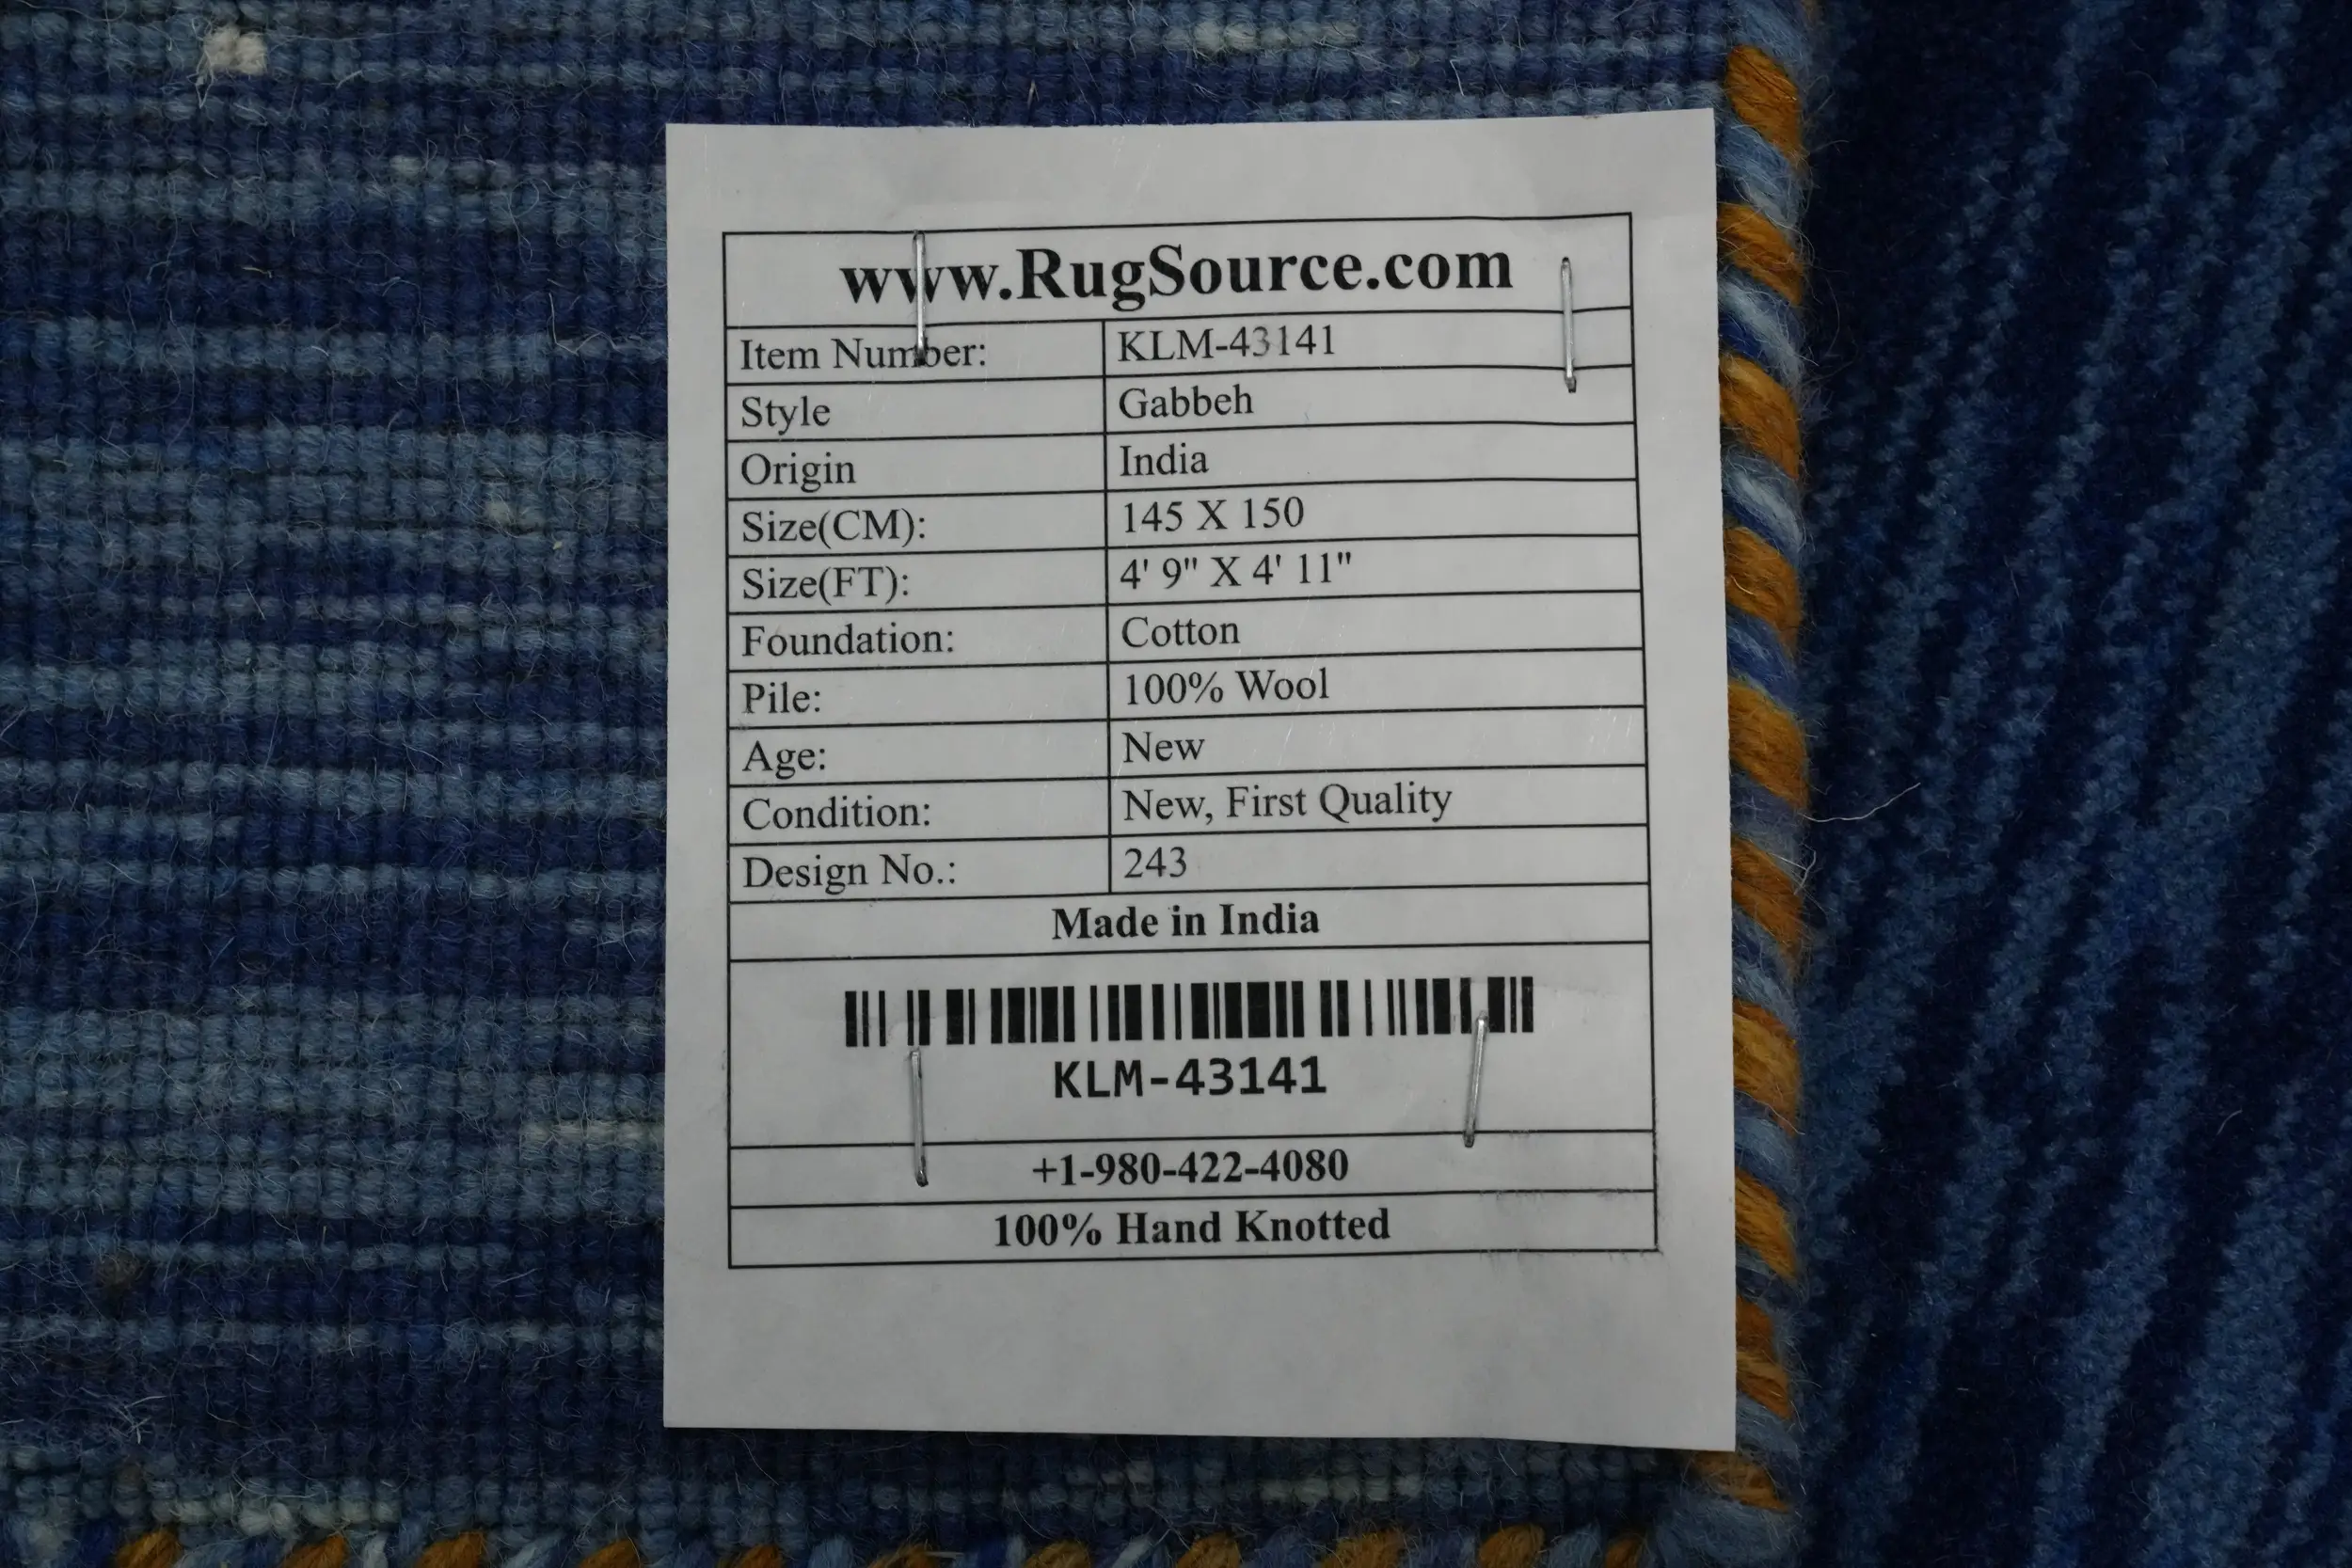 www.RugSource.com
Item Number: KLM-43141
Style Gabbeh
Origin India
Size(CM): 145 X 150
Size(FT): 4' 9" X 4' 11"
Foundation: Cotton
Pile: 100% Wool
Age: New
Condition: New, First Quality
Design No.: 243
Made in India
KLM-43141
+1-980-422-4080
100% Hand Knotted